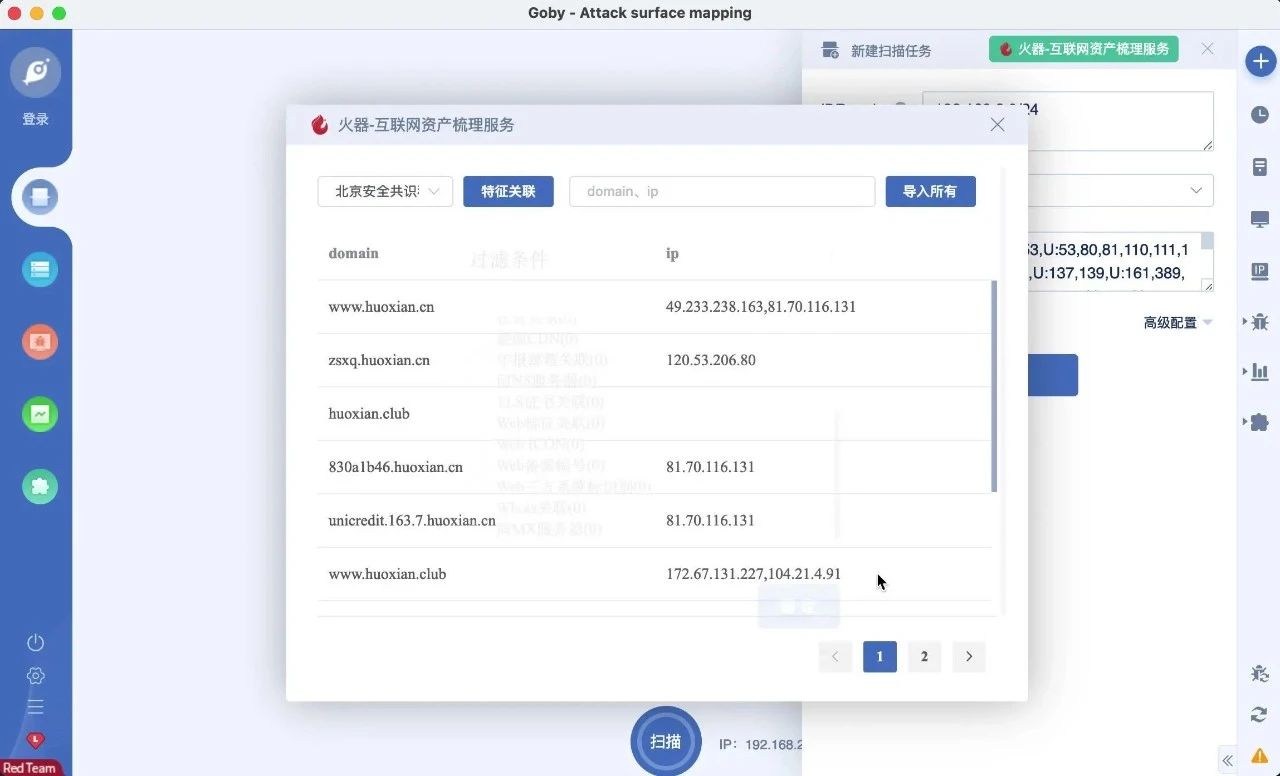 Goby - Attack surface mapping
登录
新建扫描任务
火器-互联网资产梳理服务
火器-互联网资产梳理服务
北京安全共识
特征关联
domain、ip
导入所有
domain
ip
过滤条件
www.huoxian.cn
49.233.238.163,81.70.116.131
zsxq.huoxian.cn
120.53.206.80
huoxian.club
830a1b46.huoxian.cn
81.70.116.131
unicredit.163.7.huoxian.cn
81.70.116.131
www.huoxian.club
172.67.131.227,104.21.4.91
1
2
3,U:53,80,81,110,111,1
,U:137,139,U:161,389,
高级配置
扫描
IP: 192.168.2
IP
Red Team